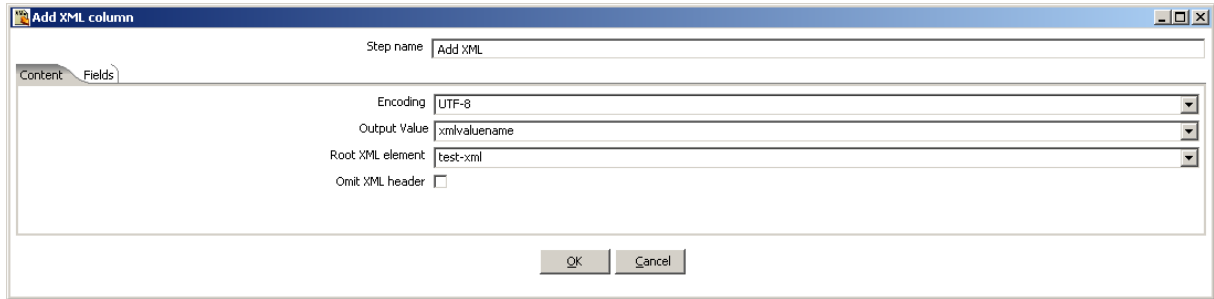 Add XML column
Step name Add XML
Content Fields
Encoding UTF-8
Output Value xmlvaluename
Root XML element test-xml
Omit XML header
OK Cancel